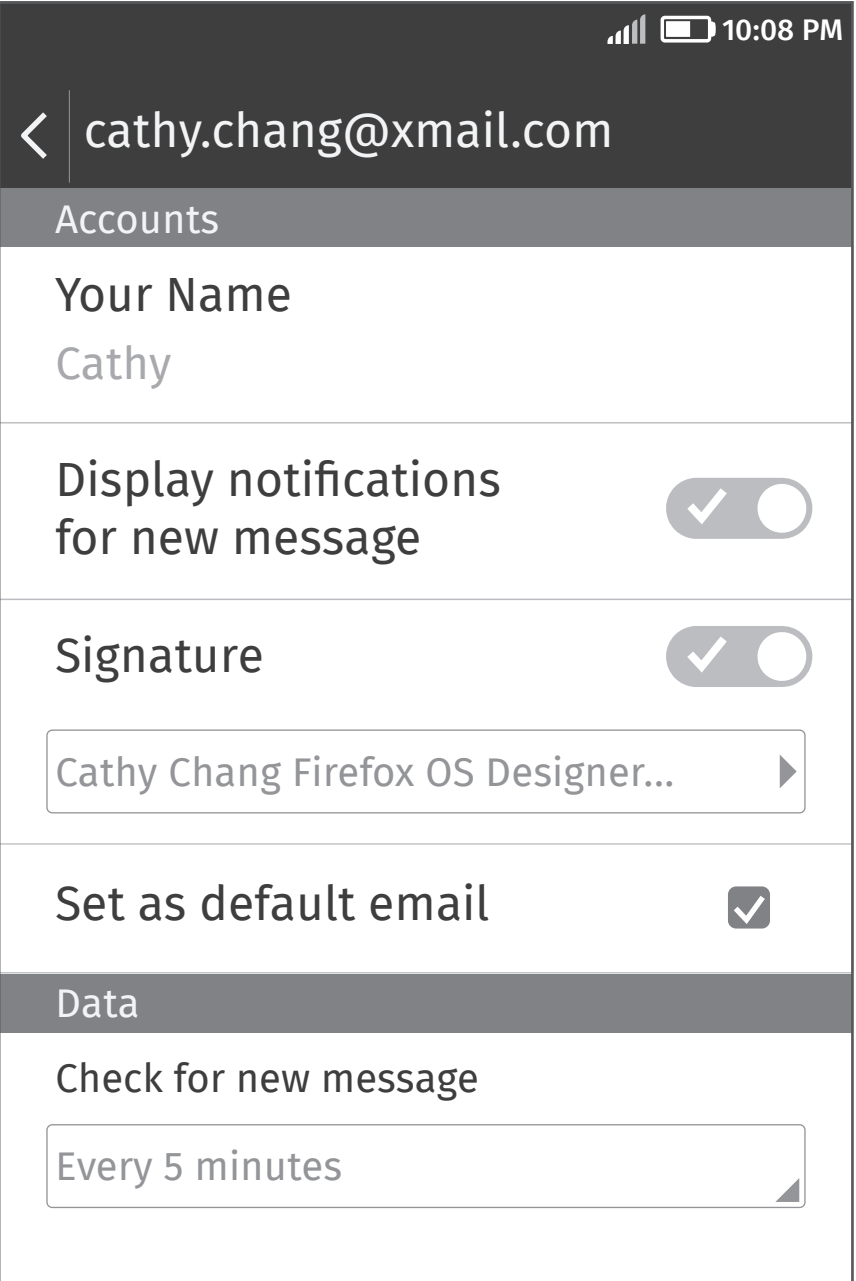 10:08 PM
cathy.chang@xmail.com
Accounts
Your Name
Cathy
Display notifications
for new message
Signature
Cathy Chang Firefox OS Designer...
Set as default email
Data
Check for new message
Every 5 minutes